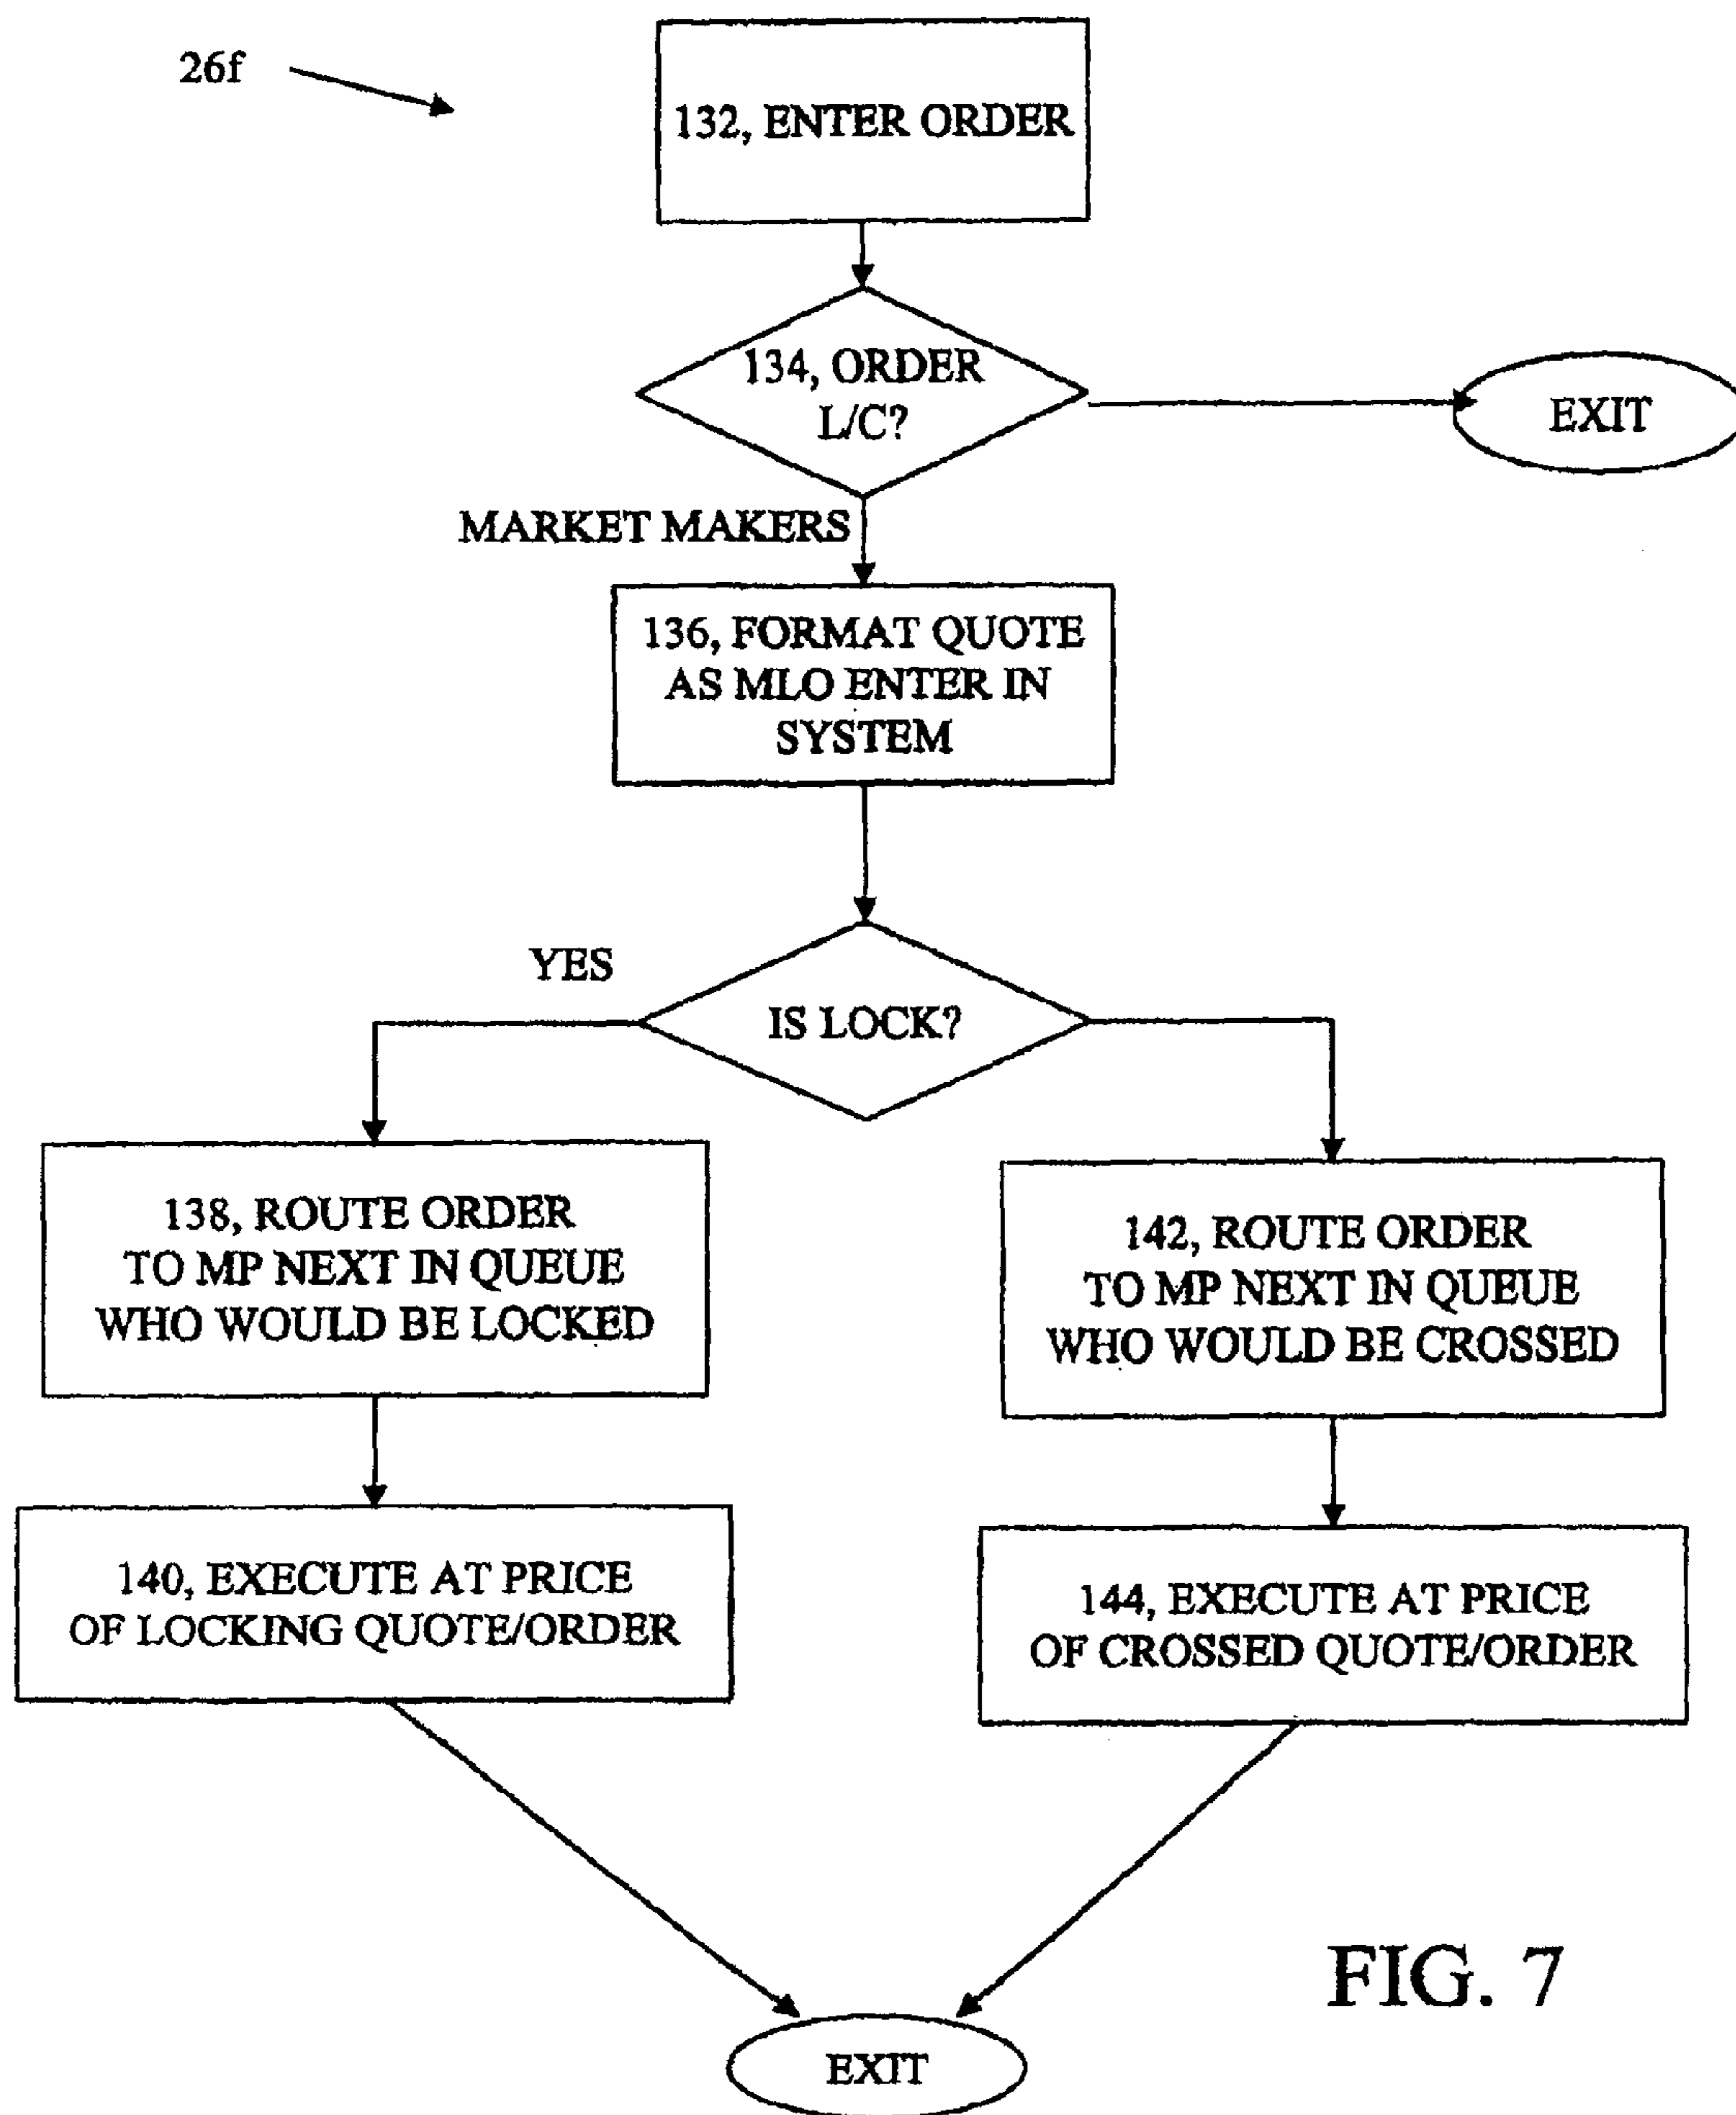 26f
132, ENTER ORDER
134, ORDER
L/C?
EXIT
MARKET MAKERS
136, FORMAT QUOTE
AS MLO ENTER IN
SYSTEM
YES
IS LOCK?
138, ROUTE ORDER
TO MP NEXT IN QUEUE
WHO WOULD BE LOCKED
142, ROUTE ORDER
TO MP NEXT IN QUEUE
WHO WOULD BE CROSSED
140, EXECUTE AT PRICE
OF LOCKING QUOTE/ORDER
144, EXECUTE AT PRICE
OF CROSSED QUOTE/ORDER
FIG. 7
EXIT